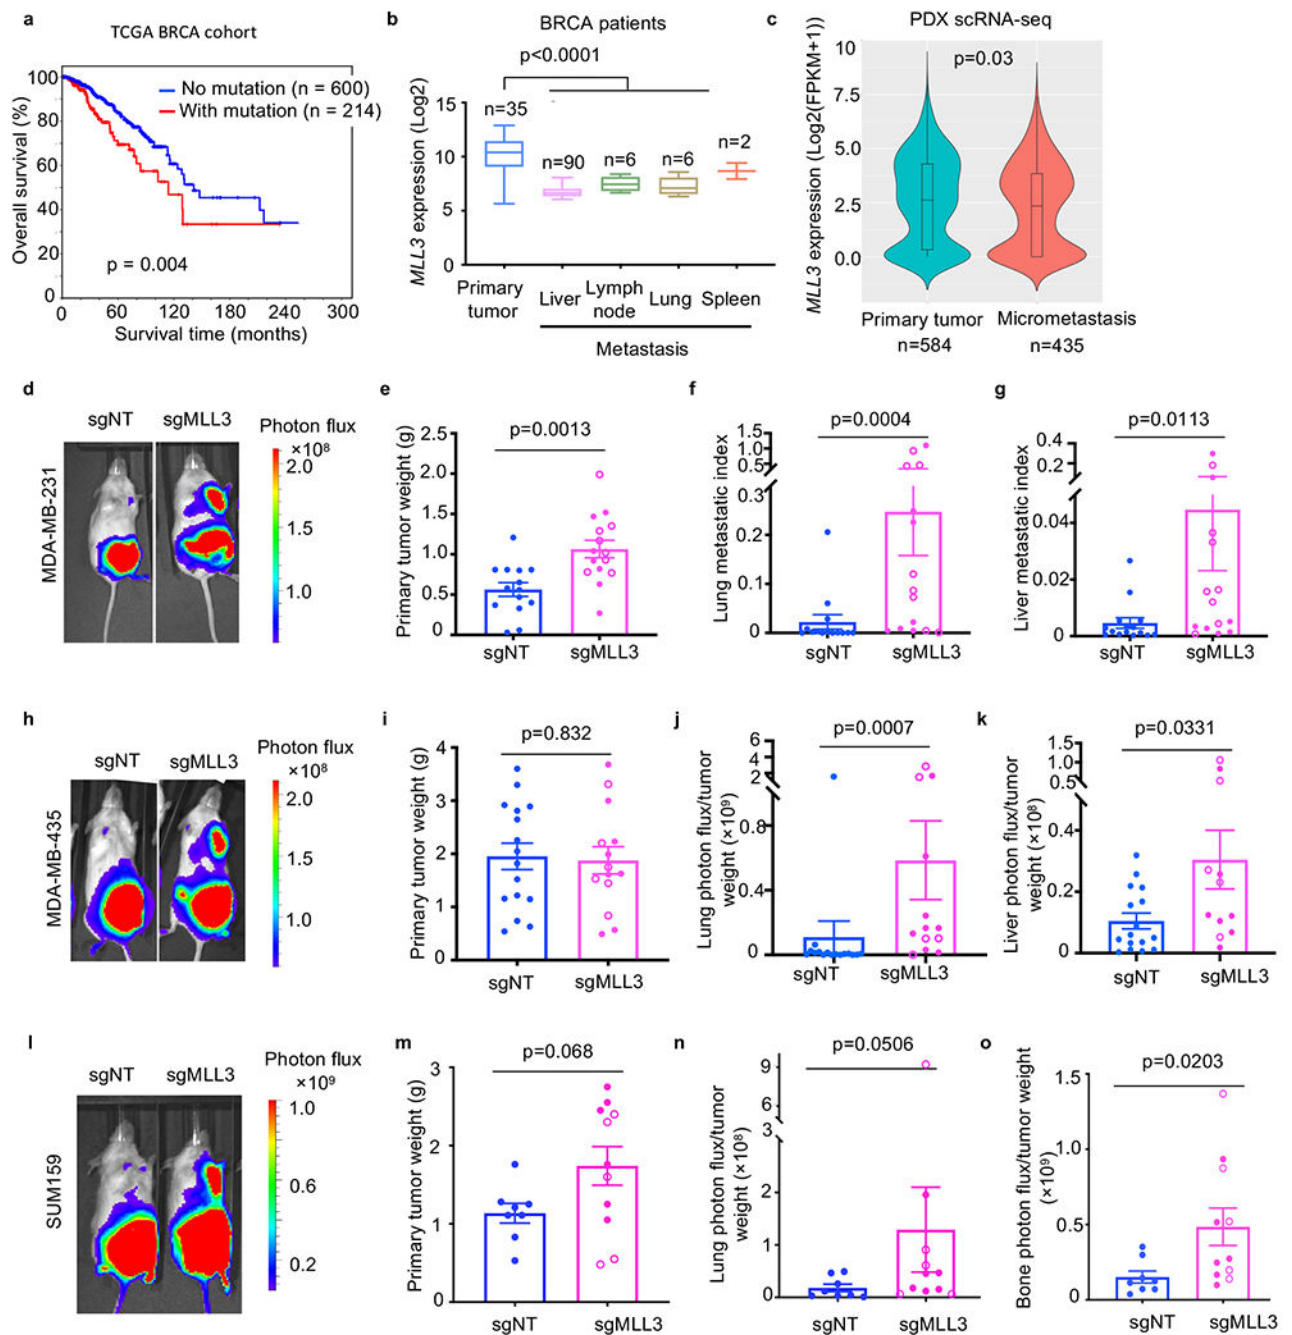 a
TCGA BRCA cohort
No mutation (n = 600)
With mutation (n = 214)
Overall survival (%)
100
80
60
40
20
0
p = 0.004
0 60 120 180 240 300
Survival time (months)
b
BRCA patients
p<0.0001
MLL3 expression (Log2)
15
10
5
0
n=35
n=90
n=6
n=6
n=2
Primary tumor
Liver
Lymph node
Lung
Spleen
Metastasis
c
PDX scRNA-seq
p=0.03
MLL3 expression (Log2(FPKM+1))
10
7.5
5.0
2.5
0.0
Primary tumor
n=584
Micrometastasis
n=435
d
sgNT sgMLL3
MDA-MB-231
Photon flux
×10⁸
2.0
1.5
1.0
e
p=0.0013
Primary tumor weight (g)
2.5
2.0
1.5
1.0
0.5
0
sgNT sgMLL3
f
p=0.0004
Lung metastatic index
1.5
1.0
0.5
0.3
0.2
0.1
0
sgNT sgMLL3
g
p=0.0113
Liver metastatic index
0.4
0.2
0.04
0.02
0
sgNT sgMLL3
h
sgNT sgMLL3
MDA-MB-435
Photon flux
×10⁸
2.0
1.5
1.0
i
p=0.832
Primary tumor weight (g)
4
3
2
1
0
sgNT sgMLL3
j
p=0.0007
Lung photon flux/tumor
weight (×10⁹)
6
4
2
0.8
0.4
0
sgNT sgMLL3
k
p=0.0331
Liver photon flux/tumor
weight (×10⁸)
1.5
1.0
0.5
0.4
0.2
0
sgNT sgMLL3
l
sgNT sgMLL3
SUM159
Photon flux
×10⁹
1.0
0.6
0.2
m
p=0.068
Primary tumor weight (g)
3
2
1
0
sgNT sgMLL3
n
p=0.0506
Lung photon flux/tumor
weight (×10⁸)
9
6
3
2
1
0
sgNT sgMLL3
o
p=0.0203
Bone photon flux/tumor weight
(×10⁹)
1.5
1.0
0.5
0
sgNT sgMLL3